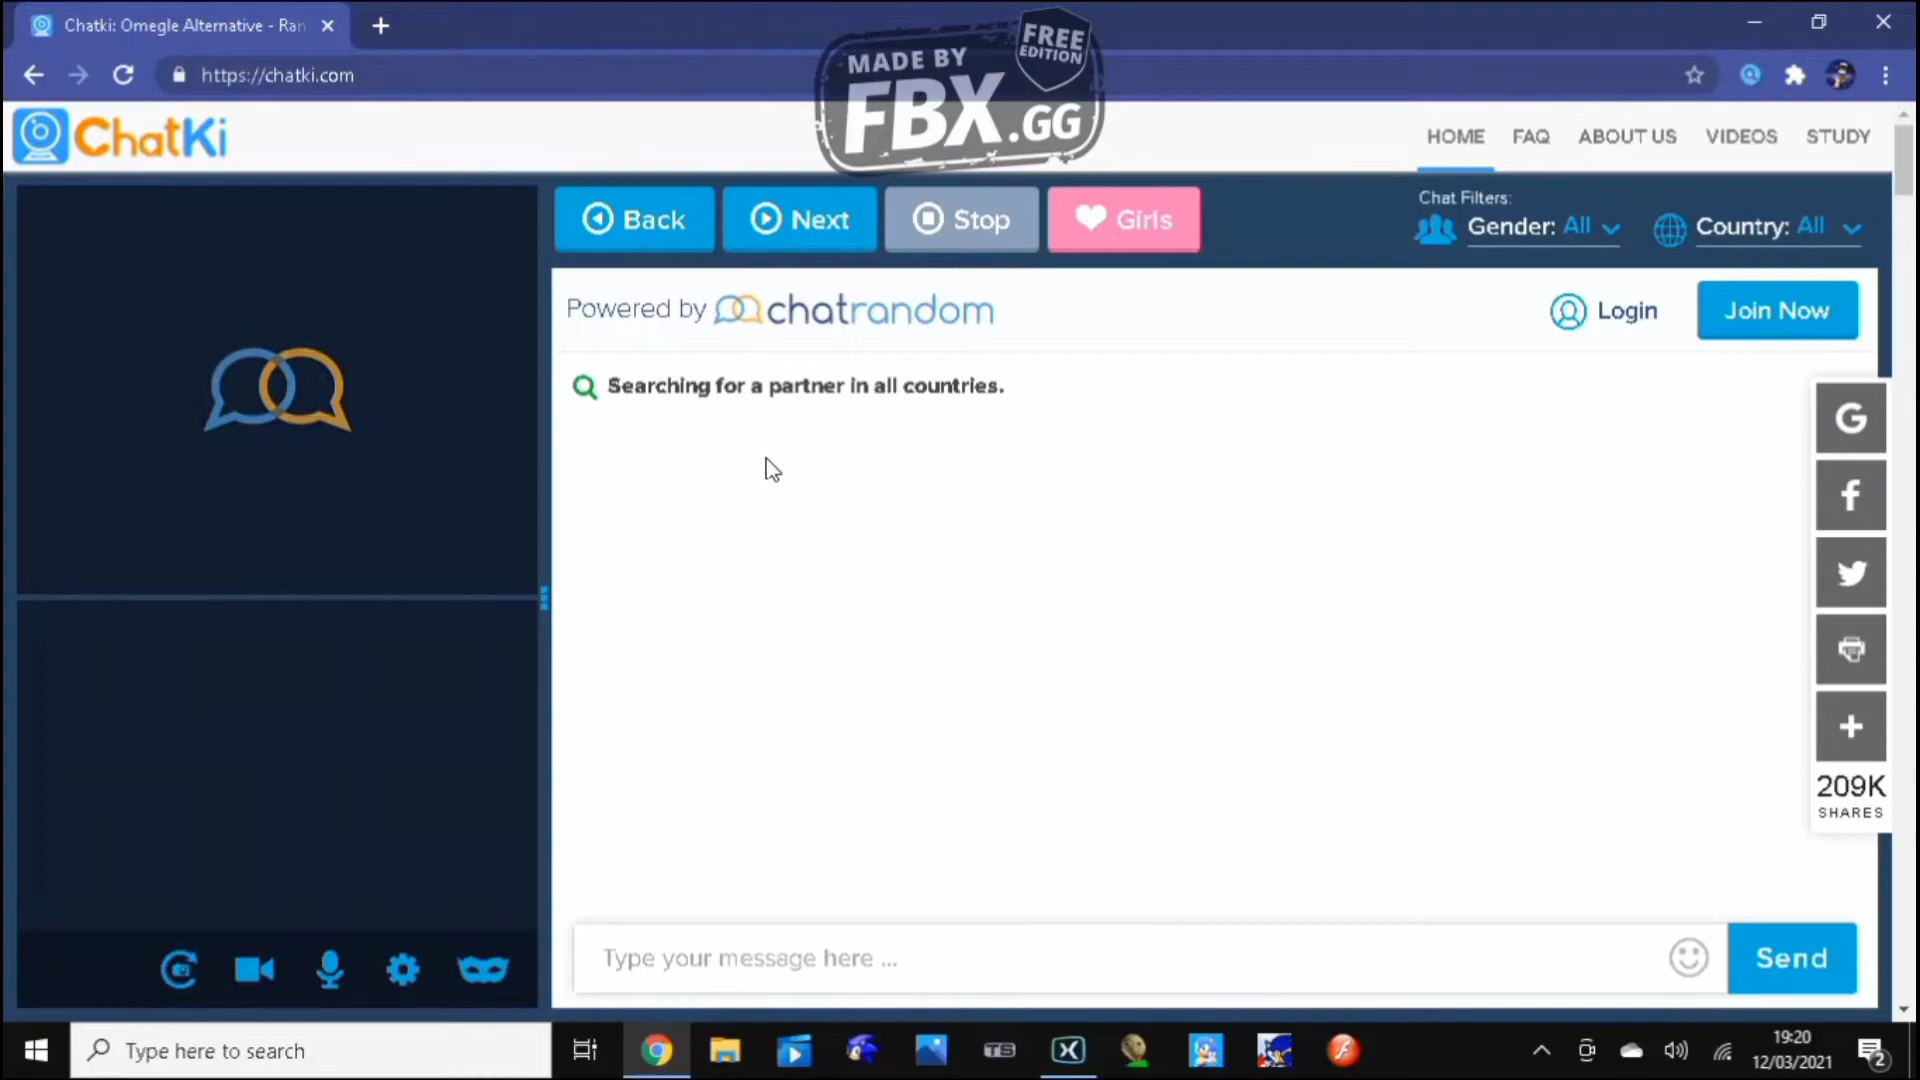 Chatki: Omegle Alternative - Ran
https://chatki.com
MADE BY
FBX.GG
FREE
EDITION
ChatKi
HOME
FAQ
ABOUT US
VIDEOS
STUDY
Back
Next
Stop
Girls
Chat Filters:
Gender: All
Country: All
Powered by chatrandom
Login
Join Now
Searching for a partner in all countries.
G
f
209K
SHARES
Type your message here ...
Send
Type here to search
TS
19:20
12/03/2021
2